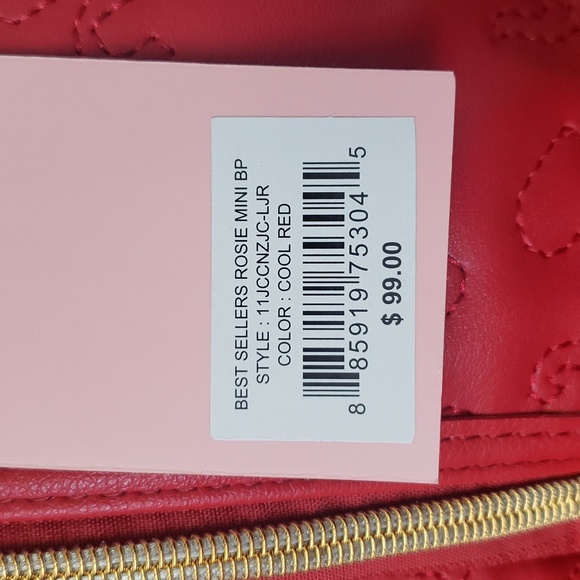 BEST SELLERS ROSIE MINI BP
STYLE : 11JCCNZJC-LJR
COLOR : COOL RED
8 85919 75304 5
$ 99.00